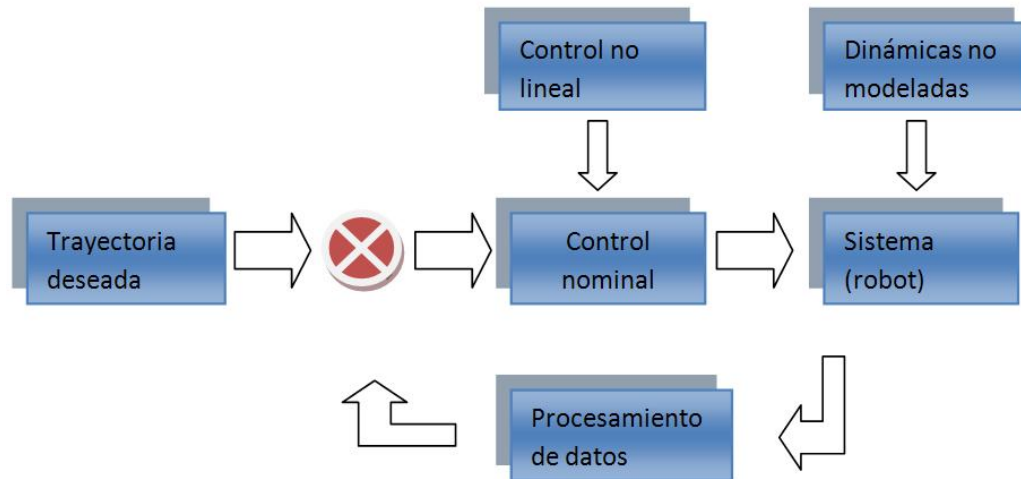 Control no
lineal
Dinámicas no
modeladas
Trayectoria
deseada
Control
nominal
Sistema
(robot)
Procesamiento
de datos